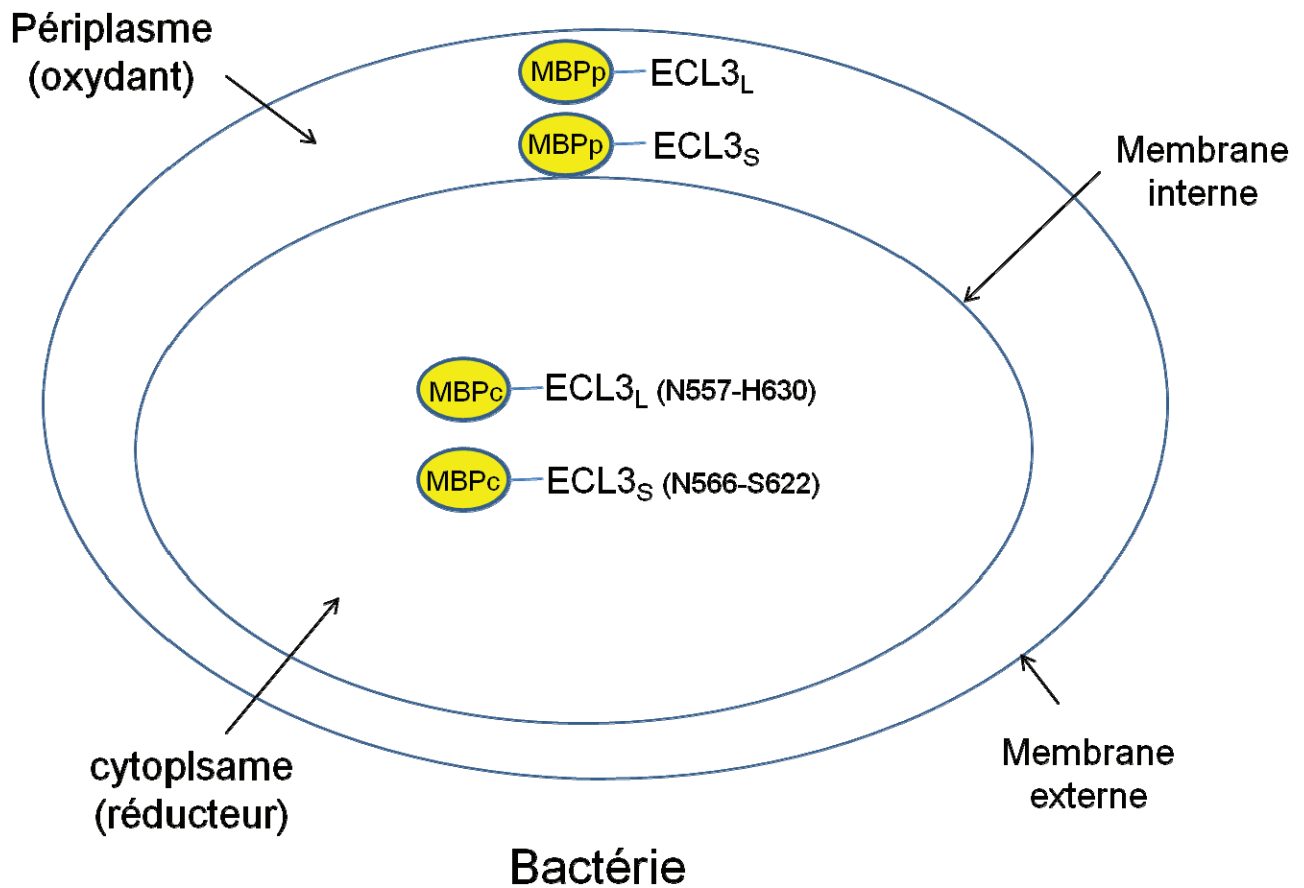 Périplasme
(oxydant)
MBPp ECL3L
MBPp ECL3S
Membrane
interne
MBPc ECL3L (N557-H630)
MBPc ECL3S (N566-S622)
cytoplsame
(réducteur)
Membrane
externe
Bactérie